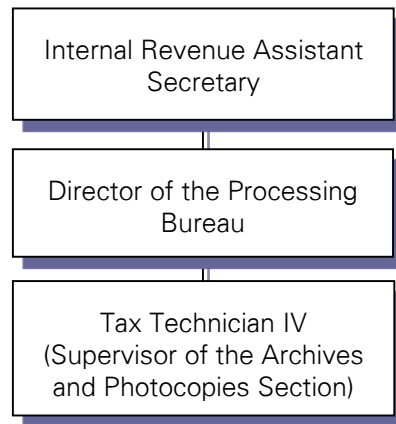 Internal Revenue Assistant
Secretary
Director of the Processing
Bureau
Tax Technician IV
(Supervisor of the Archives
and Photocopies Section)